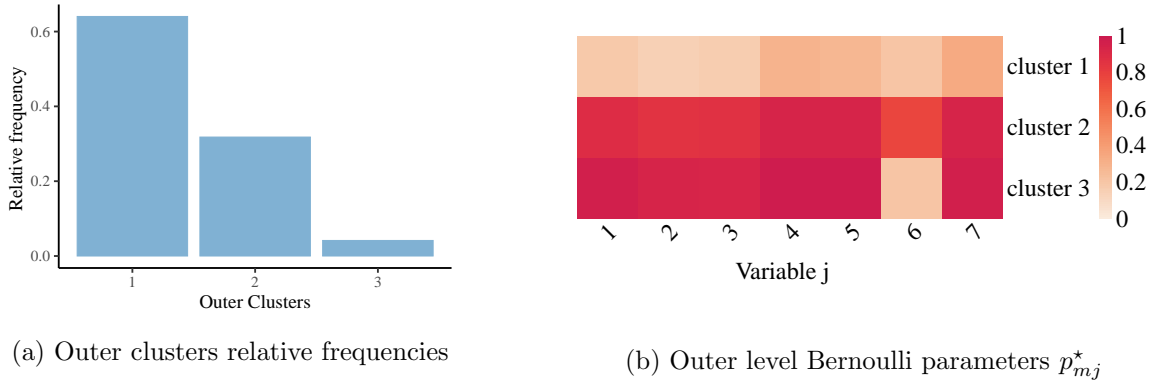 0.6
0.4
0.2
0.0
Relative frequency
1 2 3
Outer Clusters
(a) Outer clusters relative frequencies
cluster 1
cluster 2
cluster 3
1
0.8
0.6
0.4
0.2
0
1 2 3 4 5 6 7
Variable j
(b) Outer level Bernoulli parameters $p^{\star}_{mj}$